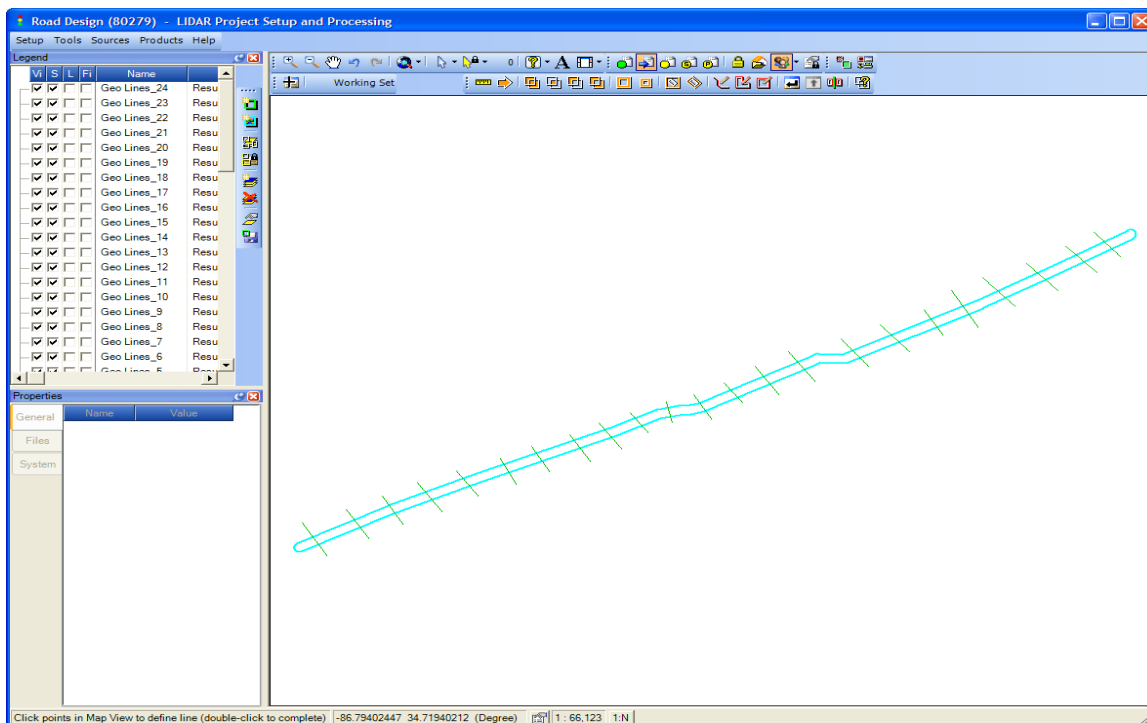 Road Design (80279) - LIDAR Project Setup and Processing
Setup Tools Sources Products Help
Legend
Vi S L Fi Name
Geo Lines_24 Resu
Geo Lines_23 Resu
Geo Lines_22 Resu
Geo Lines_21 Resu
Geo Lines_20 Resu
Geo Lines_19 Resu
Geo Lines_18 Resu
Geo Lines_17 Resu
Geo Lines_16 Resu
Geo Lines_15 Resu
Geo Lines_14 Resu
Geo Lines_13 Resu
Geo Lines_12 Resu
Geo Lines_11 Resu
Geo Lines_10 Resu
Geo Lines_9 Resu
Geo Lines_8 Resu
Geo Lines_7 Resu
Geo Lines_6 Resu
Geo Lines_5 Resu
0
A
Working Set
Properties
General
Files
System
Name Value
Click points in Map View to define line (double-click to complete) -86.79402447 34.71940212 (Degree) 1 : 66,123 1:N